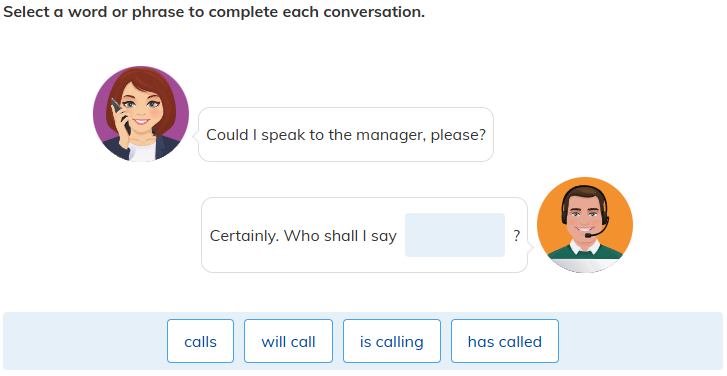 Select a word or phrase to complete each conversation.
Could I speak to the manager, please?
Certainly. Who shall I say ?
calls will call is calling has called